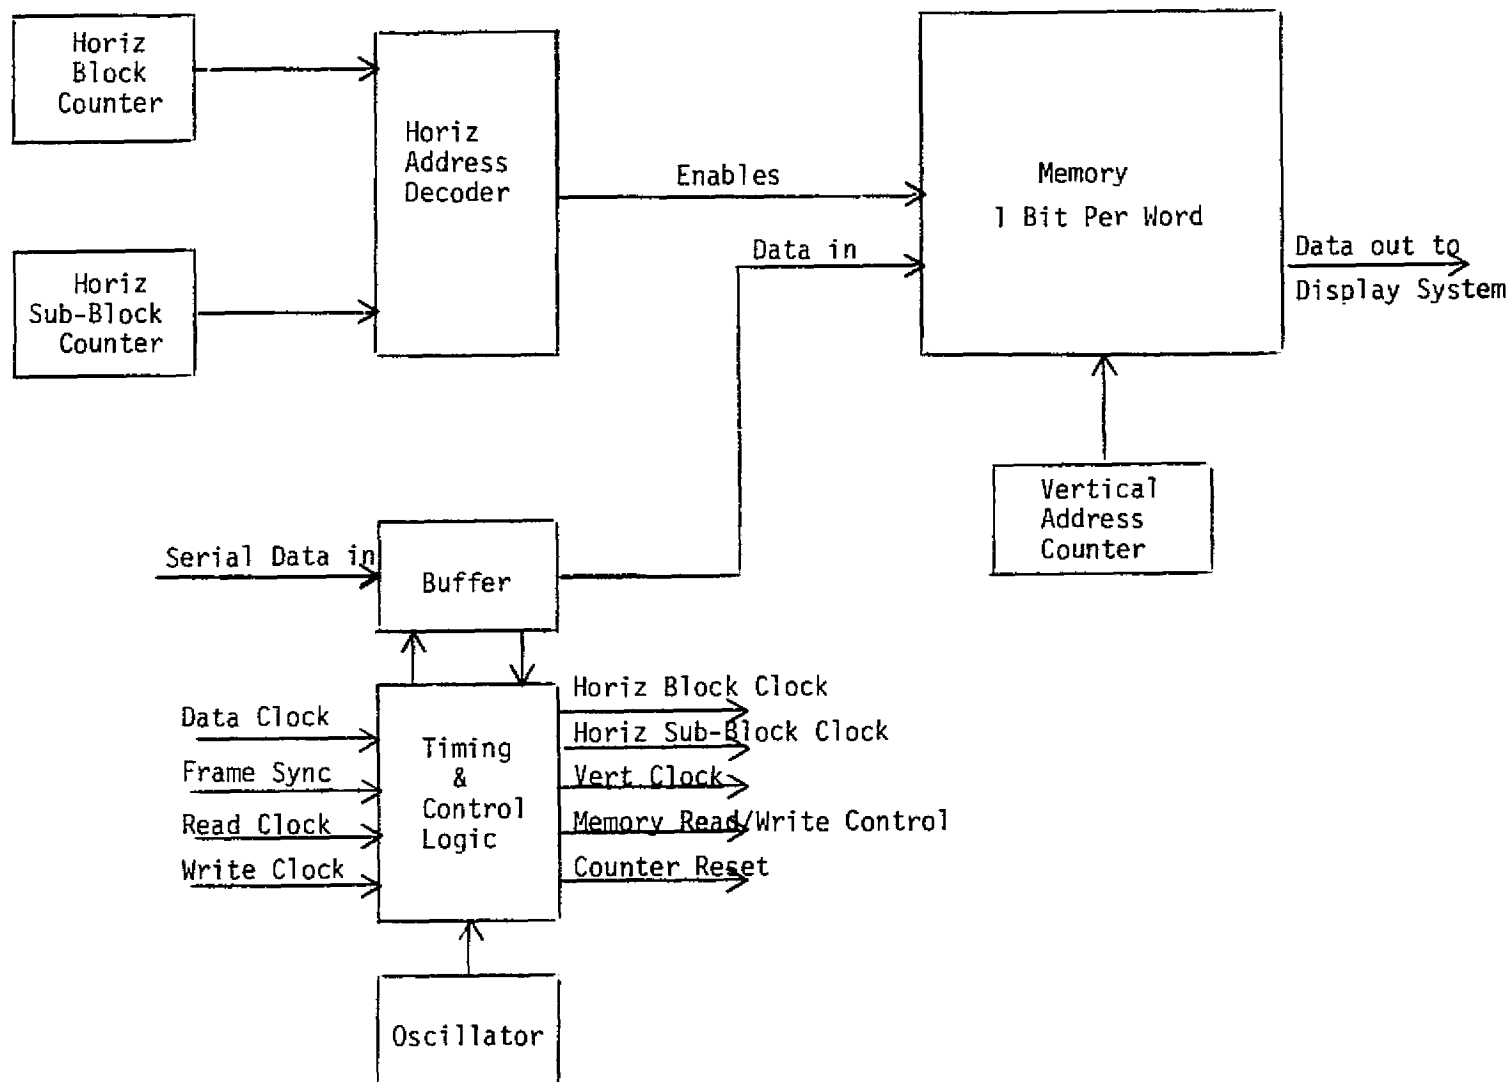 Horiz
Block
Counter
Horiz
Address
Decoder
Enables
Memory
1 Bit Per Word
Data in
Data out to
Display System
Horiz
Sub-Block
Counter
Vertical
Address
Counter
Serial Data in
Buffer
Data Clock
Frame Sync
Read Clock
Write Clock
Timing
&
Control
Logic
Horiz Block Clock
Horiz Sub-Block Clock
Vert Clock
Memory Read/Write Control
Counter Reset
Oscillator